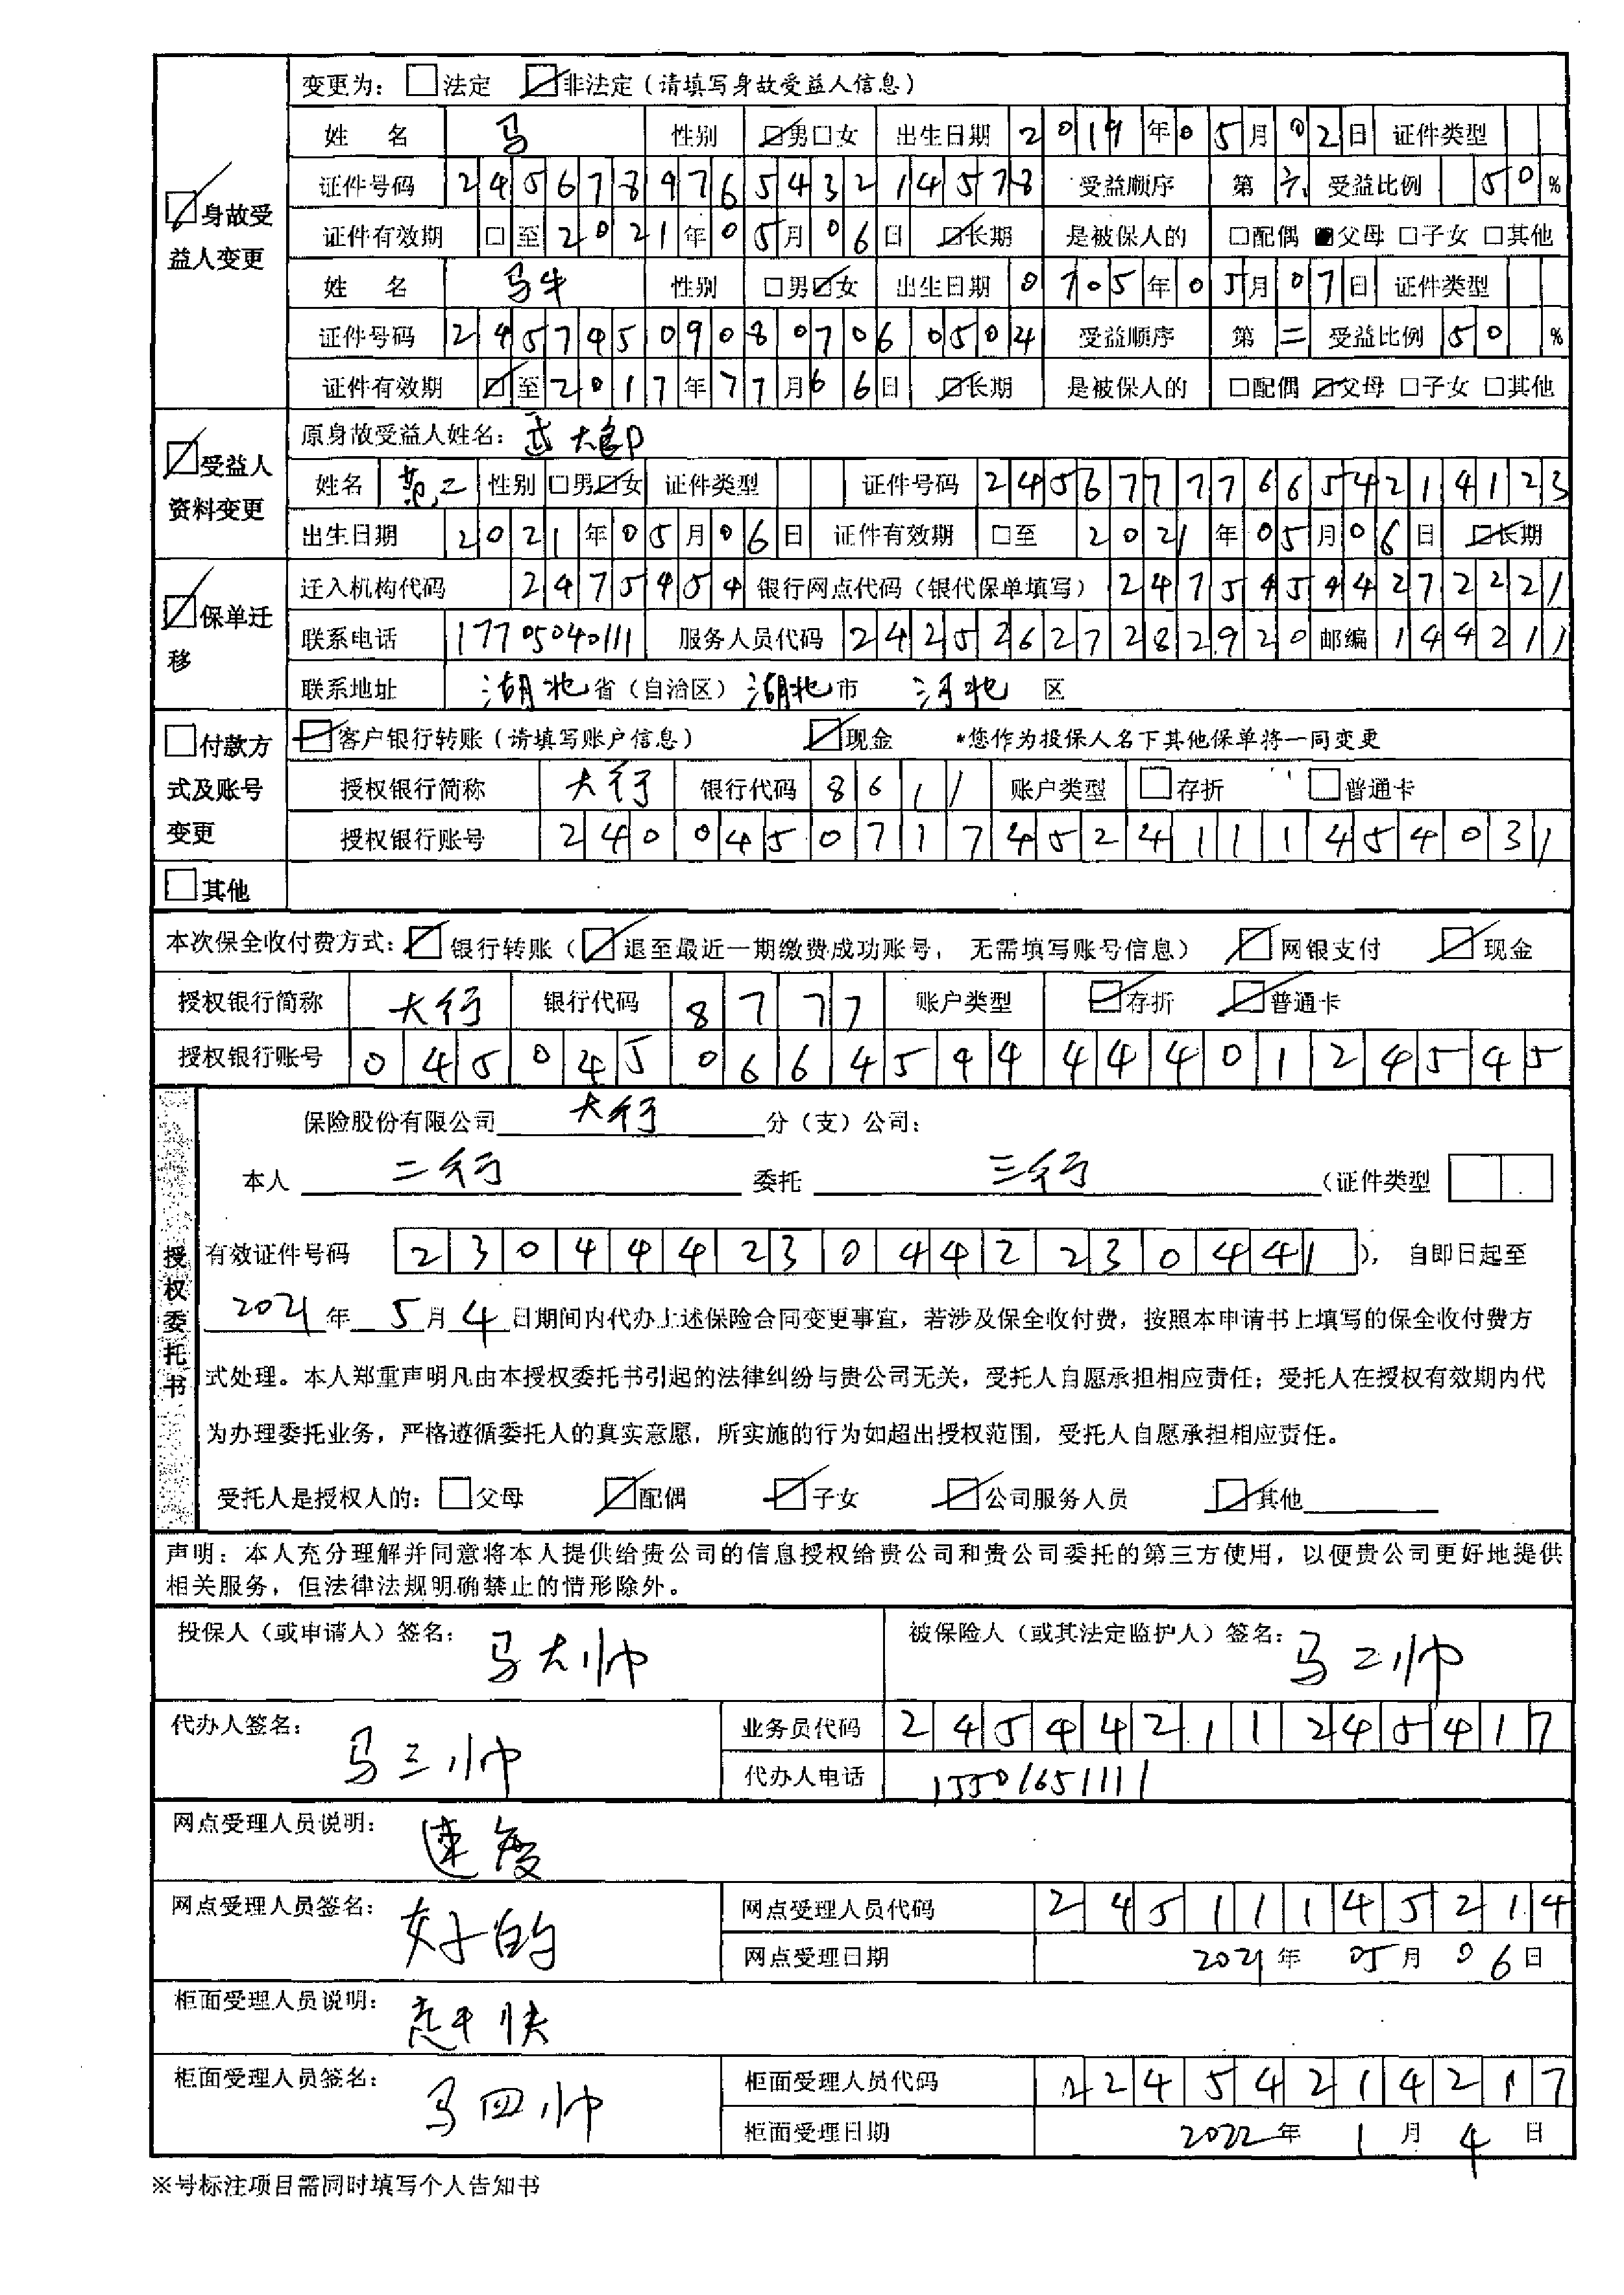 变更为：□法定 ☑非法定（请填写身故受益人信息）
姓 名 马 性别 ☑男□女 出生日期 2019年05月02日 证件类型
☑身故受益人变更
证件号码 245678976543214578 受益顺序 第六 受益比例 50%
证件有效期 □至2021年05月06日 ☑长期 是被保人的 □配偶 ■父母 □子女 □其他
姓 名 马牛 性别 □男☑女 出生日期 0705年05月07日 证件类型
证件号码 245745090807060504 受益顺序 第二 受益比例 50%
证件有效期 ☑至2017年77月66日 ☑长期 是被保人的 □配偶 ☑父母 □子女 □其他
☑受益人资料变更
原身故受益人姓名：武大郎
姓名 二 性别 □男☑女 证件类型 证件号码 245677776654214123
出生日期 2021年05月06日 证件有效期 □至 2021年05月06日 ☑长期
☑保单迁移
迁入机构代码 2475454 银行网点代码（银代保单填写）24754544272221
联系电话 17705040111 服务人员代码 24252627282920 邮编 144211
联系地址 湖北省（自治区）湖北市 河北 区
□付款方式及账号变更
☑客户银行转账（请填写账户信息） ☑现金 *您作为投保人名下其他保单将一同变更
授权银行简称 大行 银行代码 8611 账户类型 □存折 □普通卡
授权银行账号 24004507174524111454031
□其他
本次保全收付费方式：☑银行转账（☑退至最近一期缴费成功账号， 无需填写账号信息） ☑网银支付 ☑现金
授权银行简称 大行 银行代码 8777 账户类型 ☑存折 ☑普通卡
授权银行账号 04504506645944440124545
授权委托书
保险股份有限公司 大行 分（支）公司：
本人 二行 委托 三行 （证件类型
有效证件号码 230444230442230441 ）， 自即日起至
2021年 5月4日期间内代办上述保险合同变更事宜，若涉及保全收付费，按照本申请书上填写的保全收付费方
式处理。本人郑重声明凡由本授权委托书引起的法律纠纷与贵公司无关，受托人自愿承担相应责任；受托人在授权有效期内代
为办理委托业务，严格遵循委托人的真实意愿，所实施的行为如超出授权范围，受托人自愿承担相应责任。
受托人是授权人的：□父母 ☑配偶 ☑子女 ☑公司服务人员 ☑其他
声明：本人充分理解并同意将本人提供给贵公司的信息授权给贵公司和贵公司委托的第三方使用，以便贵公司更好地提供
相关服务，但法律法规明确禁止的情形除外。
投保人（或申请人）签名：马大帅 被保险人（或其法定监护人）签名：马二帅
代办人签名：马三帅 业务员代码 24544211245417
代办人电话 15501651111
网点受理人员说明：速度
网点受理人员签名：好的 网点受理人员代码 24511145214
网点受理日期 2021年 05月 06日
柜面受理人员说明：快
柜面受理人员签名：马四帅 柜面受理人员代码 22454214217
柜面受理日期 2022年 1月 4日
※号标注项目需同时填写个人告知书